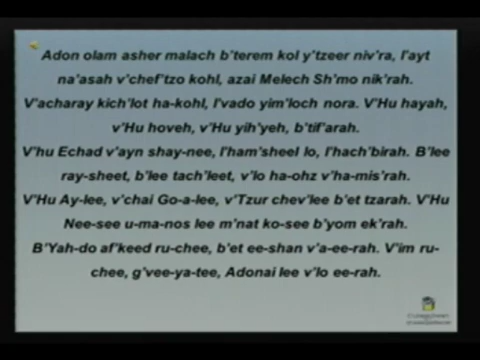 Adon olam asher malach b'terem kol y'tzeer niv'ra, l'ayt
na'asah v'chef'tzo kohl, azai Melech Sh'mo nik'rah.
V'acharay kich'lot ha-kohl, l'vado yim'loch nora. V'Hu hayah,
v'Hu hoveh, v'Hu yih'yeh, b'tif'arah.
V'hu Echad v'ayn shay-nee, l'ham'sheel lo, l'hach'birah. B'lee
ray-sheet, b'lee tach'leet, v'lo ha-ohz v'ha-mis'rah.
V'Hu Ay-lee, v'chai Go-a-lee, v'Tzur chev'lee b'et tzarah. V'Hu
Nee-see u-ma-nos lee m'nat ko-see b'yom ek'rah.
B'Yah-do af'keed ru-chee, b'et ee-shan v'a-ee-rah. V'im ru-
chee, g'vee-ya-tee, Adonai lee v'lo ee-rah.